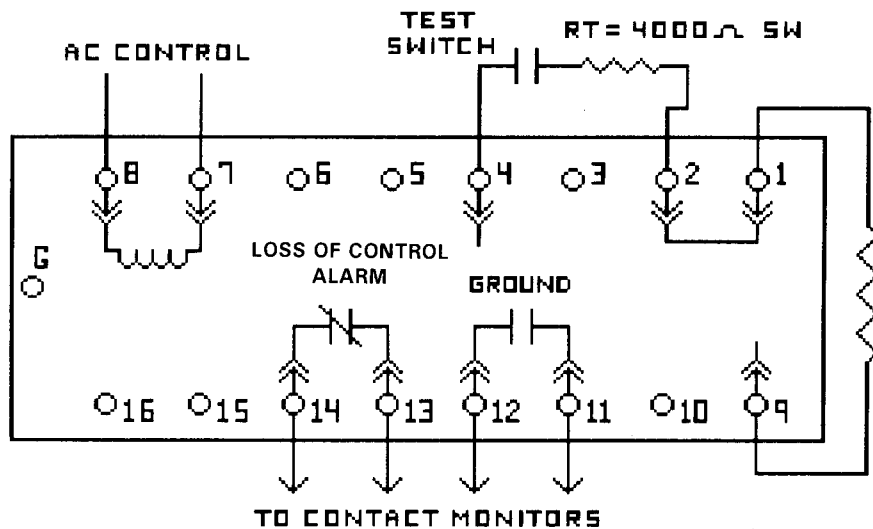 TEST
SWITCH
RT = 4000Ω 5W
AC CONTROL
8 7 6 5 4 3 2 1
G
LOSS OF CONTROL
ALARM
GROUND
16 15 14 13 12 11 10 9
TO CONTACT MONITORS